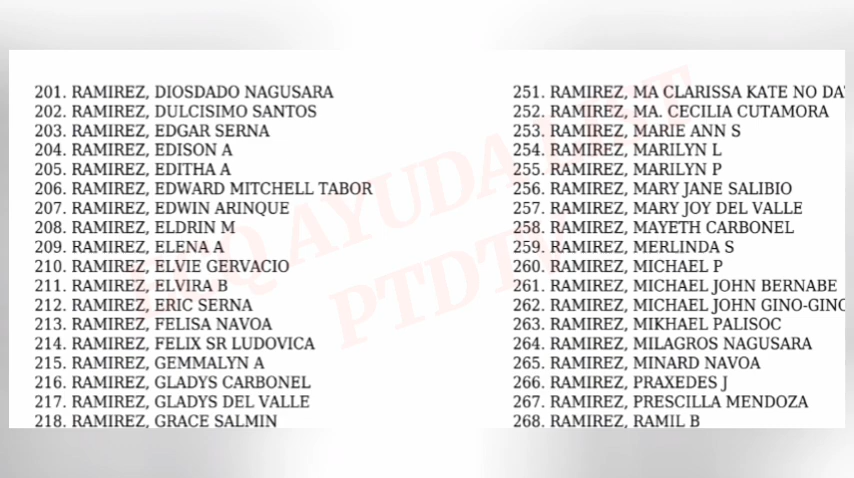 201. RAMIREZ, DIOSDADO NAGUSARA
202. RAMIREZ, DULCISIMO SANTOS
203. RAMIREZ, EDGAR SERNA
204. RAMIREZ, EDISON A
205. RAMIREZ, EDITHA A
206. RAMIREZ, EDWARD MITCHELL TABOR
207. RAMIREZ, EDWIN ARINQUE
208. RAMIREZ, ELDRIN M
209. RAMIREZ, ELENA A
210. RAMIREZ, ELVIE GERVACIO
211. RAMIREZ, ELVIRA B
212. RAMIREZ, ERIC SERNA
213. RAMIREZ, FELISA NAVOA
214. RAMIREZ, FELIX SR LUDOVICA
215. RAMIREZ, GEMMALYN A
216. RAMIREZ, GLADYS CARBONEL
217. RAMIREZ, GLADYS DEL VALLE
218. RAMIREZ, GRACE SALMIN
251. RAMIREZ, MA CLARISSA KATE NO DA
252. RAMIREZ, MA. CECILIA CUTAMORA
253. RAMIREZ, MARIE ANN S
254. RAMIREZ, MARILYN L
255. RAMIREZ, MARILYN P
256. RAMIREZ, MARY JANE SALIBIO
257. RAMIREZ, MARY JOY DEL VALLE
258. RAMIREZ, MAYETH CARBONEL
259. RAMIREZ, MERLINDA S
260. RAMIREZ, MICHAEL P
261. RAMIREZ, MICHAEL JOHN BERNABE
262. RAMIREZ, MICHAEL JOHN GINO-GINO
263. RAMIREZ, MIKHAEL PALISOC
264. RAMIREZ, MILAGROS NAGUSARA
265. RAMIREZ, MINARD NAVOA
266. RAMIREZ, PRAXEDES J
267. RAMIREZ, PRESCILLA MENDOZA
268. RAMIREZ, RAMIL B
AYUDA